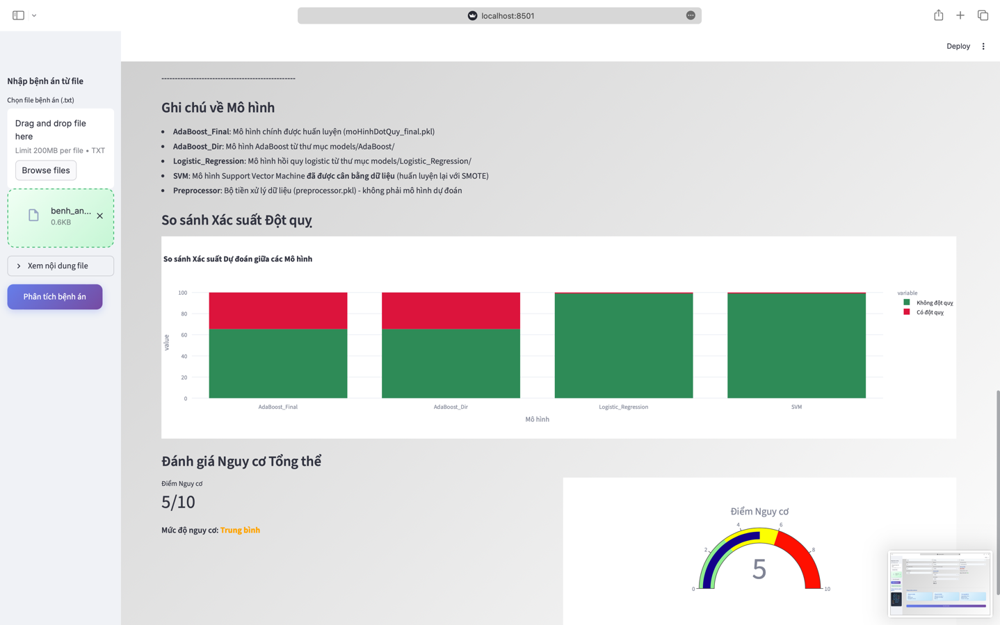 localhost:8501
Deploy
Nhập bệnh án từ file
Chọn file bệnh án (.txt)
Drag and drop file
here
Limit 200MB per file • TXT
Browse files
benh_an...
0.6KB
Xem nội dung file
Phân tích bệnh án
--------------------------------------------------
Ghi chú về Mô hình
• AdaBoost_Final: Mô hình chính được huấn luyện (moHinhDotQuy_final.pkl)
• AdaBoost_Dir: Mô hình AdaBoost từ thư mục models/AdaBoost/
• Logistic_Regression: Mô hình hồi quy logistic từ thư mục models/Logistic_Regression/
• SVM: Mô hình Support Vector Machine đã được cân bằng dữ liệu (huấn luyện lại với SMOTE)
• Preprocessor: Bộ tiền xử lý dữ liệu (preprocessor.pkl) - không phải mô hình dự đoán
So sánh Xác suất Đột quỵ
So sánh Xác suất Dự đoán giữa các Mô hình
100
80
60
40
20
0
value
AdaBoost_Final
AdaBoost_Dir
Logistic_Regression
SVM
Mô hình
variable
Không đột quỵ
Có đột quỵ
Đánh giá Nguy cơ Tổng thể
Điểm Nguy cơ
5/10
Mức độ nguy cơ: Trung bình
Điểm Nguy cơ
0
2
4
6
8
10
5